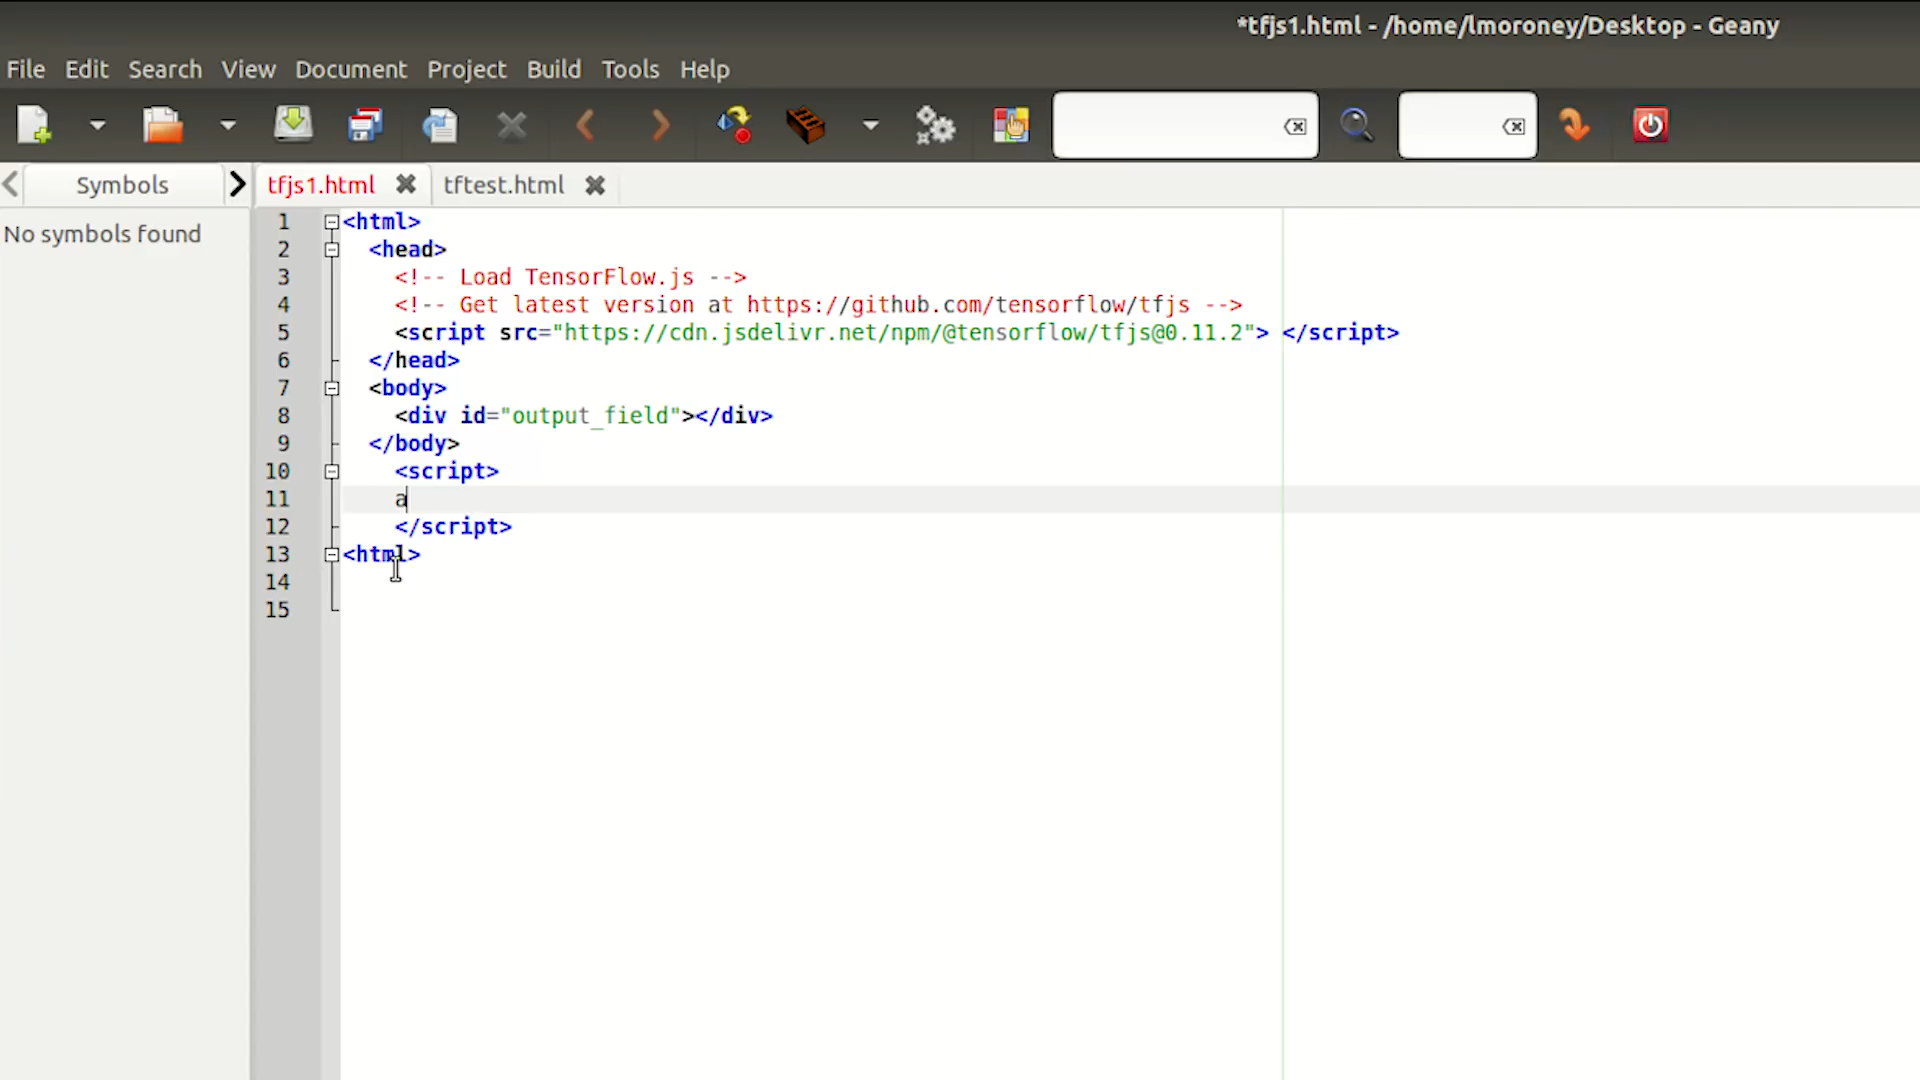 *tfjs1.html - /home/lmoroney/Desktop - Geany
File Edit Search View Document Project Build Tools Help
Symbols tfjs1.html tftest.html
No symbols found
1 <html>
2 <head>
3 <!-- Load TensorFlow.js -->
4 <!-- Get latest version at https://github.com/tensorflow/tfjs -->
5 <script src="https://cdn.jsdelivr.net/npm/@tensorflow/tfjs@0.11.2"> </script>
6 </head>
7 <body>
8 <div id="output_field"></div>
9 </body>
10 <script>
11 a
12 </script>
13 <html>
14
15